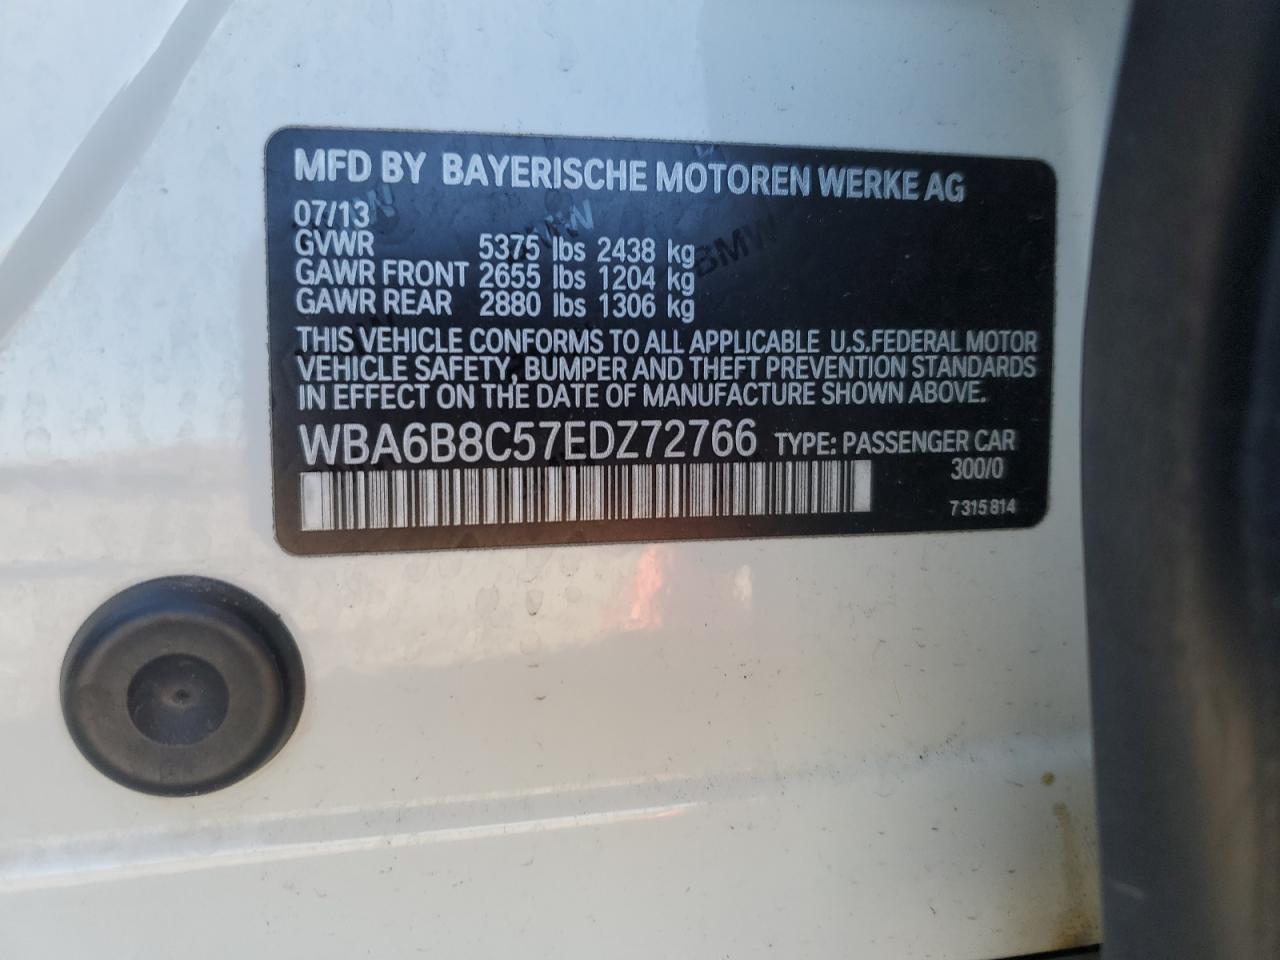 MFD BY BAYERISCHE MOTOREN WERKE AG
07/13
GVWR 5375 lbs 2438 kg
GAWR FRONT 2655 lbs 1204 kg
GAWR REAR 2880 lbs 1306 kg
THIS VEHICLE CONFORMS TO ALL APPLICABLE U.S.FEDERAL MOTOR
VEHICLE SAFETY, BUMPER AND THEFT PREVENTION STANDARDS
IN EFFECT ON THE DATE OF MANUFACTURE SHOWN ABOVE.
WBA6B8C57EDZ72766 TYPE: PASSENGER CAR
300/0
7 315 814
BMW